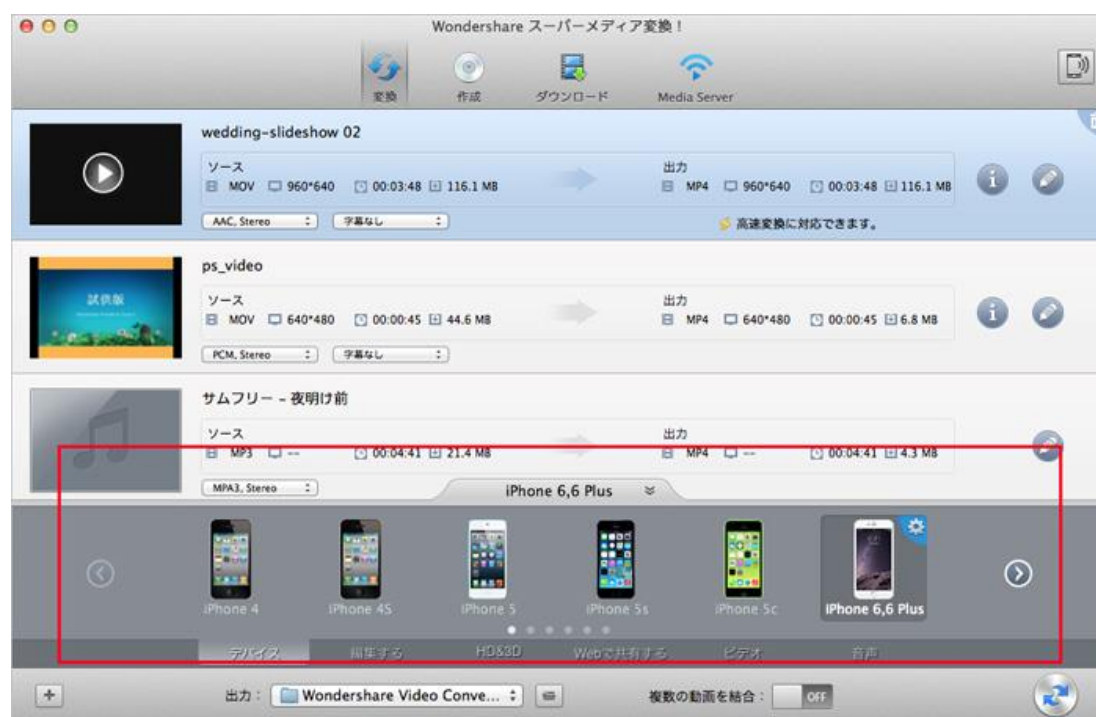 Wondershare スーパーメディア変換！
変換 作成 ダウンロード Media Server
wedding-slideshow 02
ソース 出力
MOV 960*640 00:03:48 116.1 MB MP4 960*640 00:03:48 116.1 MB
AAC, Stereo 字幕なし 高速変換に対応できます。
ps_video
試供版
ソース 出力
MOV 640*480 00:00:45 44.6 MB MP4 640*480 00:00:45 6.8 MB
PCM, Stereo 字幕なし
サムフリー – 夜明け前
ソース 出力
MP3 -- 00:04:41 21.4 MB MP4 -- 00:04:41 4.3 MB
MPA3, Stereo
iPhone 6,6 Plus
iPhone 4 iPhone 4S iPhone 5 iPhone 5s iPhone 5c iPhone 6,6 Plus
デバイス 編集する HD&3D Webで共有する ビデオ 音声
出力： Wondershare Video Conve... 複数の動画を結合： OFF